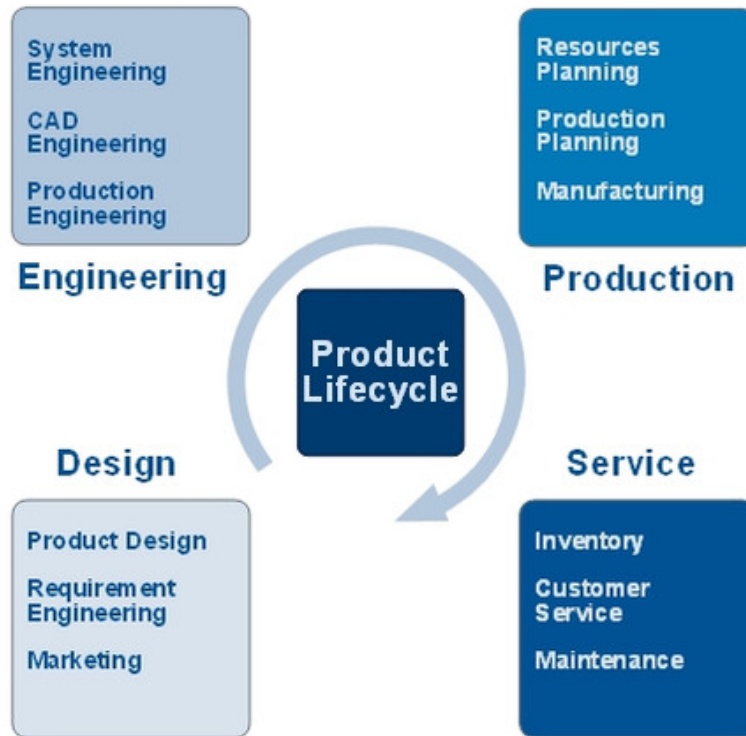 System
Engineering
CAD
Engineering
Production
Engineering
Engineering
Resources
Planning
Production
Planning
Manufacturing
Production
Product
Lifecycle
Design
Product Design
Requirement
Engineering
Marketing
Service
Inventory
Customer
Service
Maintenance